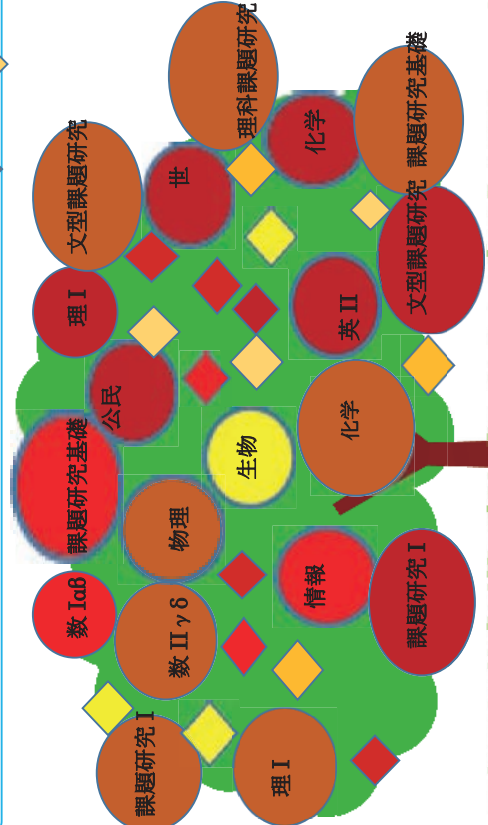 理科課題研究
課題研究基礎
文型課題研究
世
化学
文型課題研究
理Ⅰ
公民
英Ⅱ
課題研究基礎
生物
化学
物理
数Ⅰαβ
数Ⅱγδ
情報
課題研究Ⅰ
課題研究Ⅰ
理Ⅰ